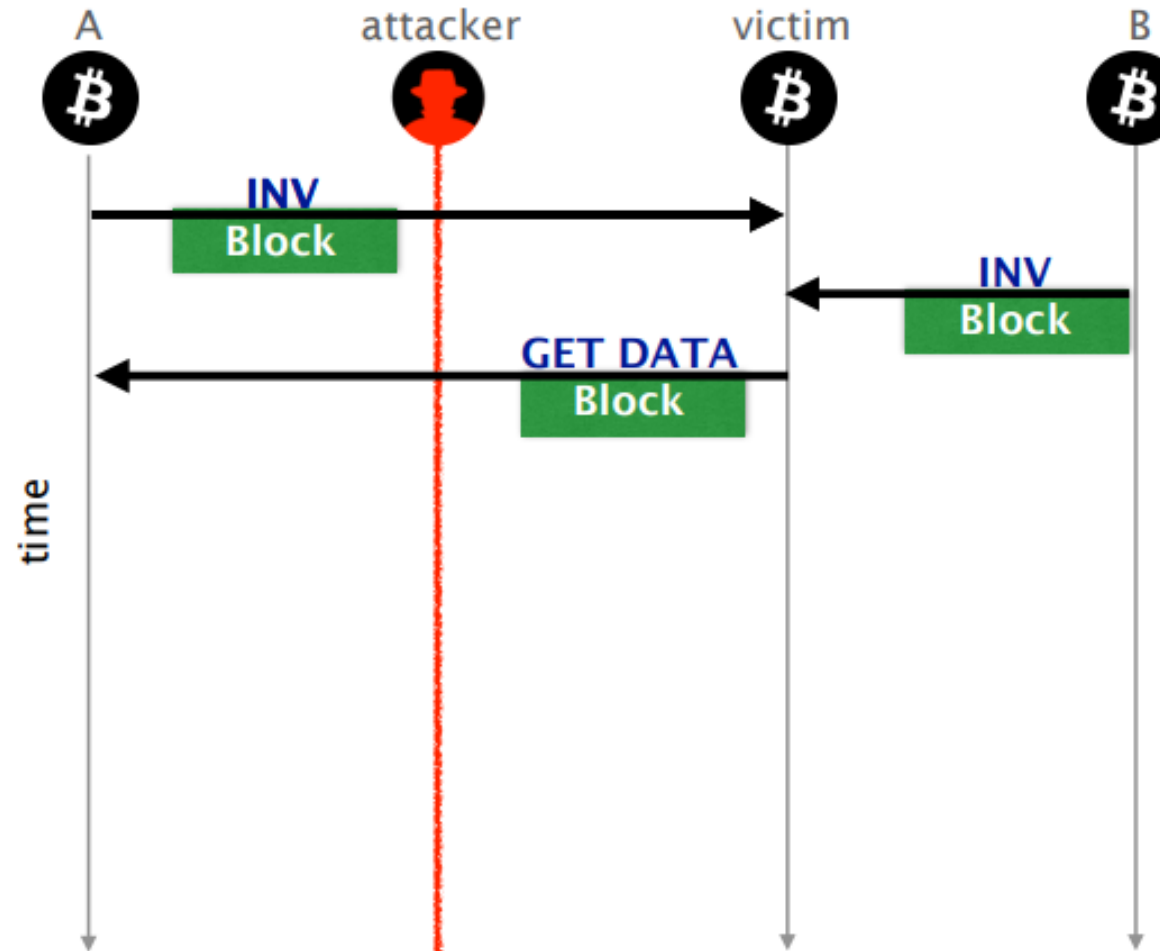 A attacker victim B
INV
Block
INV
Block
GET DATA
Block
time